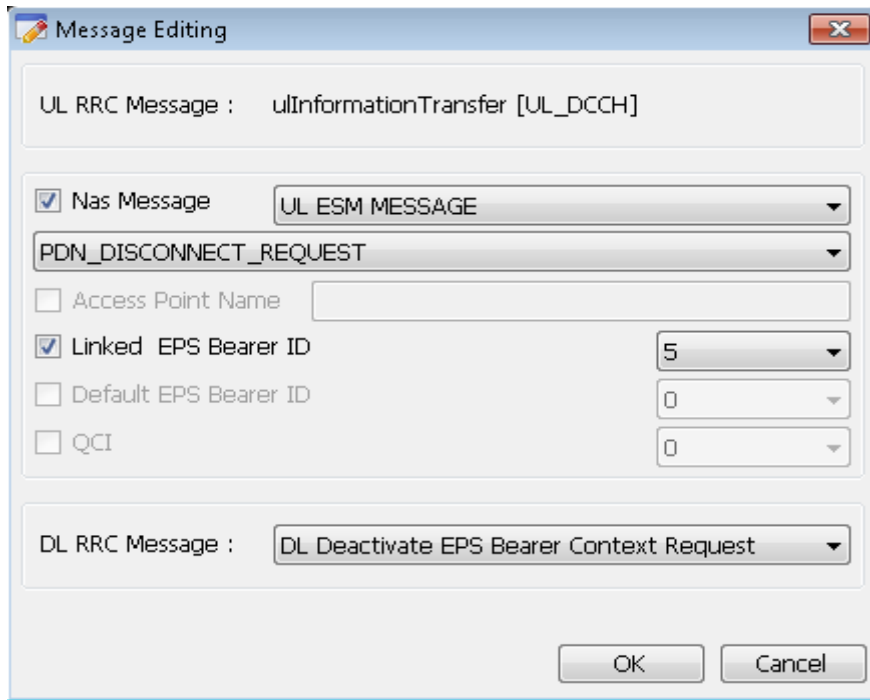 Message Editing
UL RRC Message : ulInformationTransfer [UL_DCCH]
Nas Message UL ESM MESSAGE
PDN_DISCONNECT_REQUEST
Access Point Name
Linked EPS Bearer ID 5
Default EPS Bearer ID 0
QCI 0
DL RRC Message : DL Deactivate EPS Bearer Context Request
OK Cancel